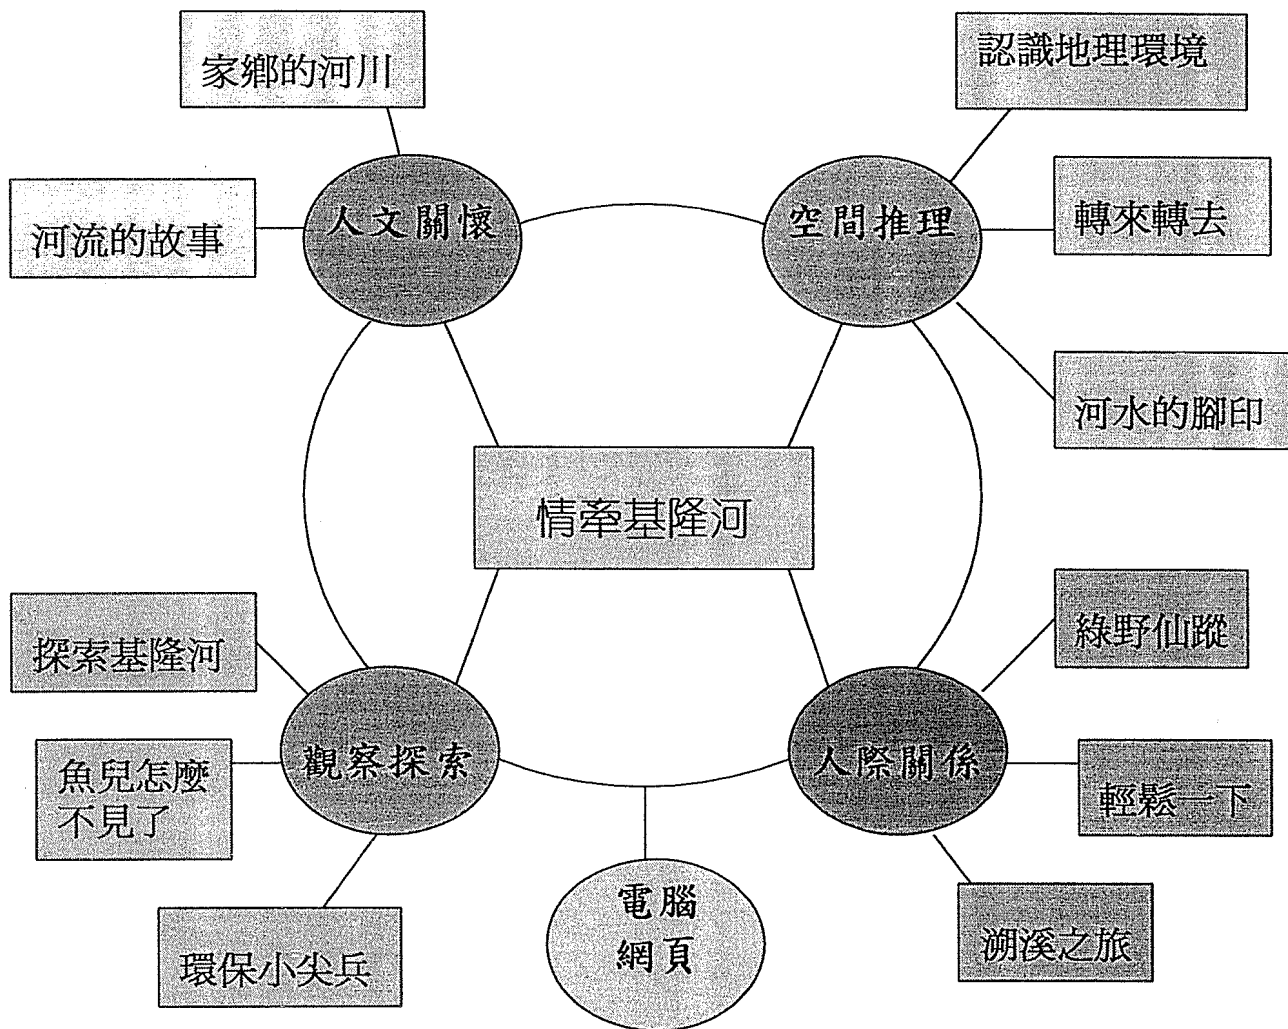 家鄉的河川
認識地理環境
河流的故事
人文關懷
空間推理
轉來轉去
河水的腳印
情牽基隆河
探索基隆河
綠野仙蹤
魚兒怎麼
不見了
觀察探索
人際關係
輕鬆一下
環保小尖兵
電腦
網頁
溯溪之旅